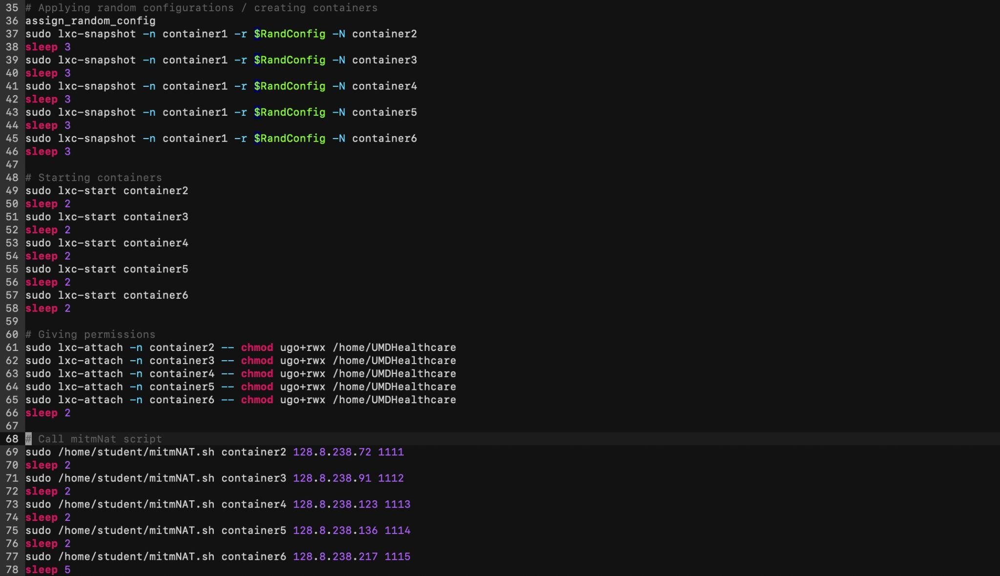 35 # Applying random configurations / creating containers
36 assign_random_config
37 sudo lxc-snapshot -n container1 -r $RandConfig -N container2
38 sleep 3
39 sudo lxc-snapshot -n container1 -r $RandConfig -N container3
40 sleep 3
41 sudo lxc-snapshot -n container1 -r $RandConfig -N container4
42 sleep 3
43 sudo lxc-snapshot -n container1 -r $RandConfig -N container5
44 sleep 3
45 sudo lxc-snapshot -n container1 -r $RandConfig -N container6
46 sleep 3
47
48 # Starting containers
49 sudo lxc-start container2
50 sleep 2
51 sudo lxc-start container3
52 sleep 2
53 sudo lxc-start container4
54 sleep 2
55 sudo lxc-start container5
56 sleep 2
57 sudo lxc-start container6
58 sleep 2
59
60 # Giving permissions
61 sudo lxc-attach -n container2 -- chmod ugo+rwx /home/UMDHealthcare
62 sudo lxc-attach -n container3 -- chmod ugo+rwx /home/UMDHealthcare
63 sudo lxc-attach -n container4 -- chmod ugo+rwx /home/UMDHealthcare
64 sudo lxc-attach -n container5 -- chmod ugo+rwx /home/UMDHealthcare
65 sudo lxc-attach -n container6 -- chmod ugo+rwx /home/UMDHealthcare
66 sleep 2
67
68 # Call mitmNat script
69 sudo /home/student/mitmNAT.sh container2 128.8.238.72 1111
70 sleep 2
71 sudo /home/student/mitmNAT.sh container3 128.8.238.91 1112
72 sleep 2
73 sudo /home/student/mitmNAT.sh container4 128.8.238.123 1113
74 sleep 2
75 sudo /home/student/mitmNAT.sh container5 128.8.238.136 1114
76 sleep 2
77 sudo /home/student/mitmNAT.sh container6 128.8.238.217 1115
78 sleep 5